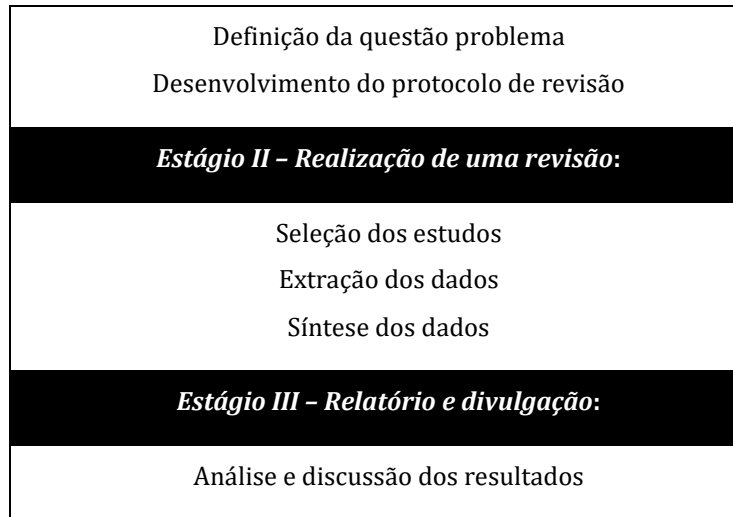 Definição da questão problema
Desenvolvimento do protocolo de revisão
Estágio II – Realização de uma revisão:
Seleção dos estudos
Extração dos dados
Síntese dos dados
Estágio III – Relatório e divulgação:
Análise e discussão dos resultados